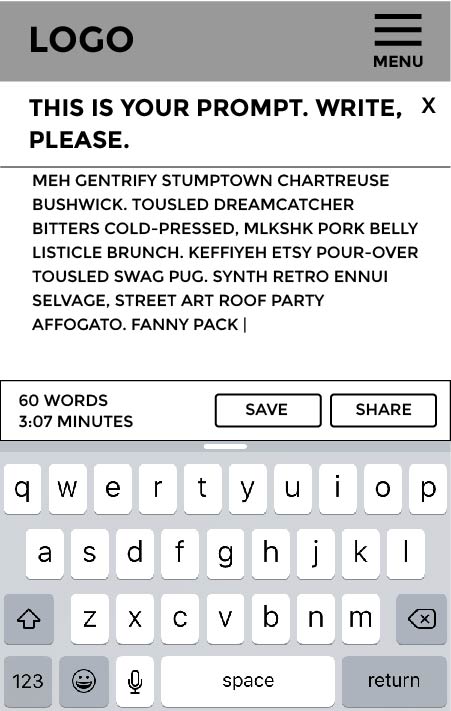 LOGO
MENU
THIS IS YOUR PROMPT. WRITE, X
PLEASE.
MEH GENTRIFY STUMPTOWN CHARTREUSE
BUSHWICK. TOUSLED DREAMCATCHER
BITTERS COLD-PRESSED, MLKSHK PORK BELLY
LISTICLE BRUNCH. KEFFIYEH ETSY POUR-OVER
TOUSLED SWAG PUG. SYNTH RETRO ENNUI
SELVAGE, STREET ART ROOF PARTY
AFFOGATO. FANNY PACK |
60 WORDS
3:07 MINUTES
SAVE SHARE
q w e r t y u i o p
a s d f g h j k l
z x c v b n m
123 space return